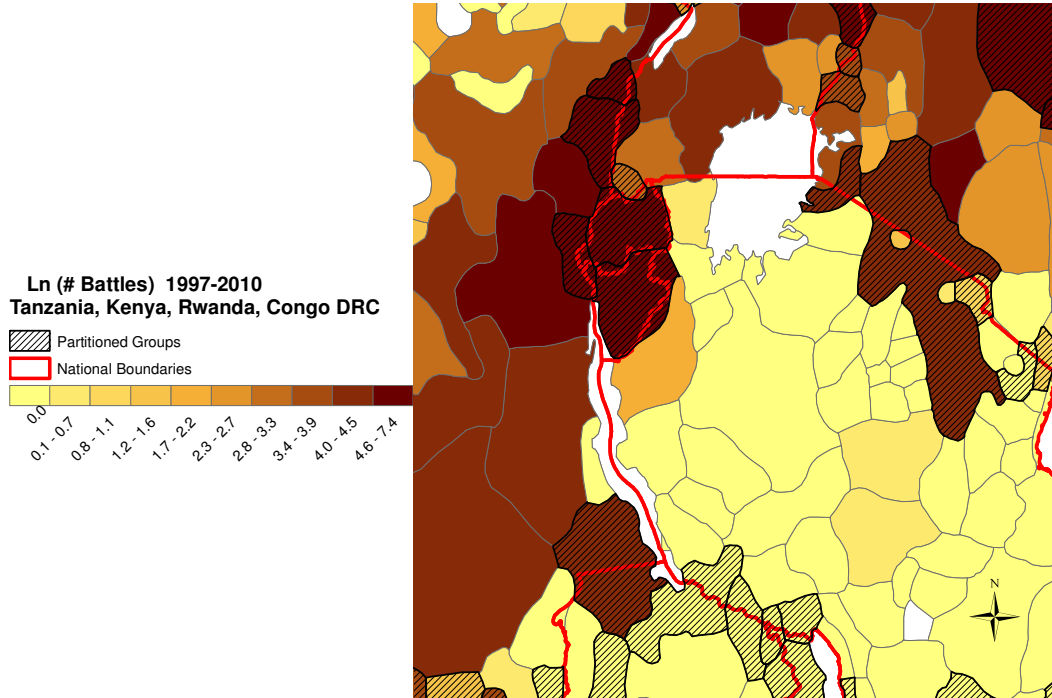 Ln (# Battles) 1997-2010
Tanzania, Kenya, Rwanda, Congo DRC
Partitioned Groups
National Boundaries
0.0
0.1 - 0.7
0.8 - 1.1
1.2 - 1.6
1.7 - 2.2
2.3 - 2.7
2.8 - 3.3
3.4 - 3.9
4.0 - 4.5
4.6 - 7.4
N